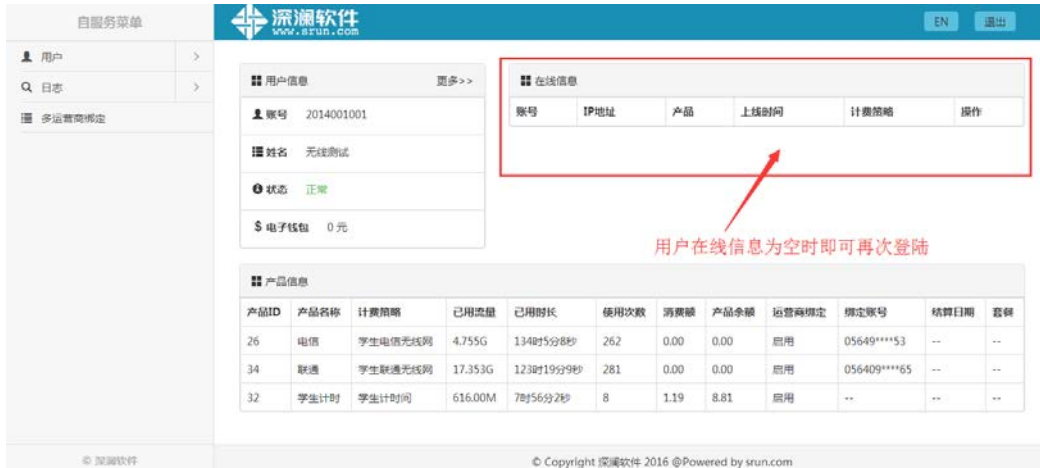 自服务菜单
深澜软件
www.srun.com
EN
退出
用户
日志
多运营商绑定
用户信息 更多>>
账号 2014001001
姓名 无线测试
状态 正常
电子钱包 0 元
在线信息
账号 IP地址 产品 上线时间 计费策略 操作
用户在线信息为空时即可再次登陆
产品信息
产品ID 产品名称 计费策略 已用流量 已用时长 使用次数 消费额 产品余额 运营商绑定 绑定账号 结算日期 套餐
26 电信 学生电信无线网 4.755G 134时5分8秒 262 0.00 0.00 启用 05649****53 -- --
34 联通 学生联通无线网 17.353G 123时19分9秒 281 0.00 0.00 启用 056409****65 -- --
32 学生计时 学生计时间 616.00M 7时56分2秒 8 1.19 8.81 启用 -- -- --
© 深澜软件
© Copyright 深澜软件 2016 @Powered by srun.com